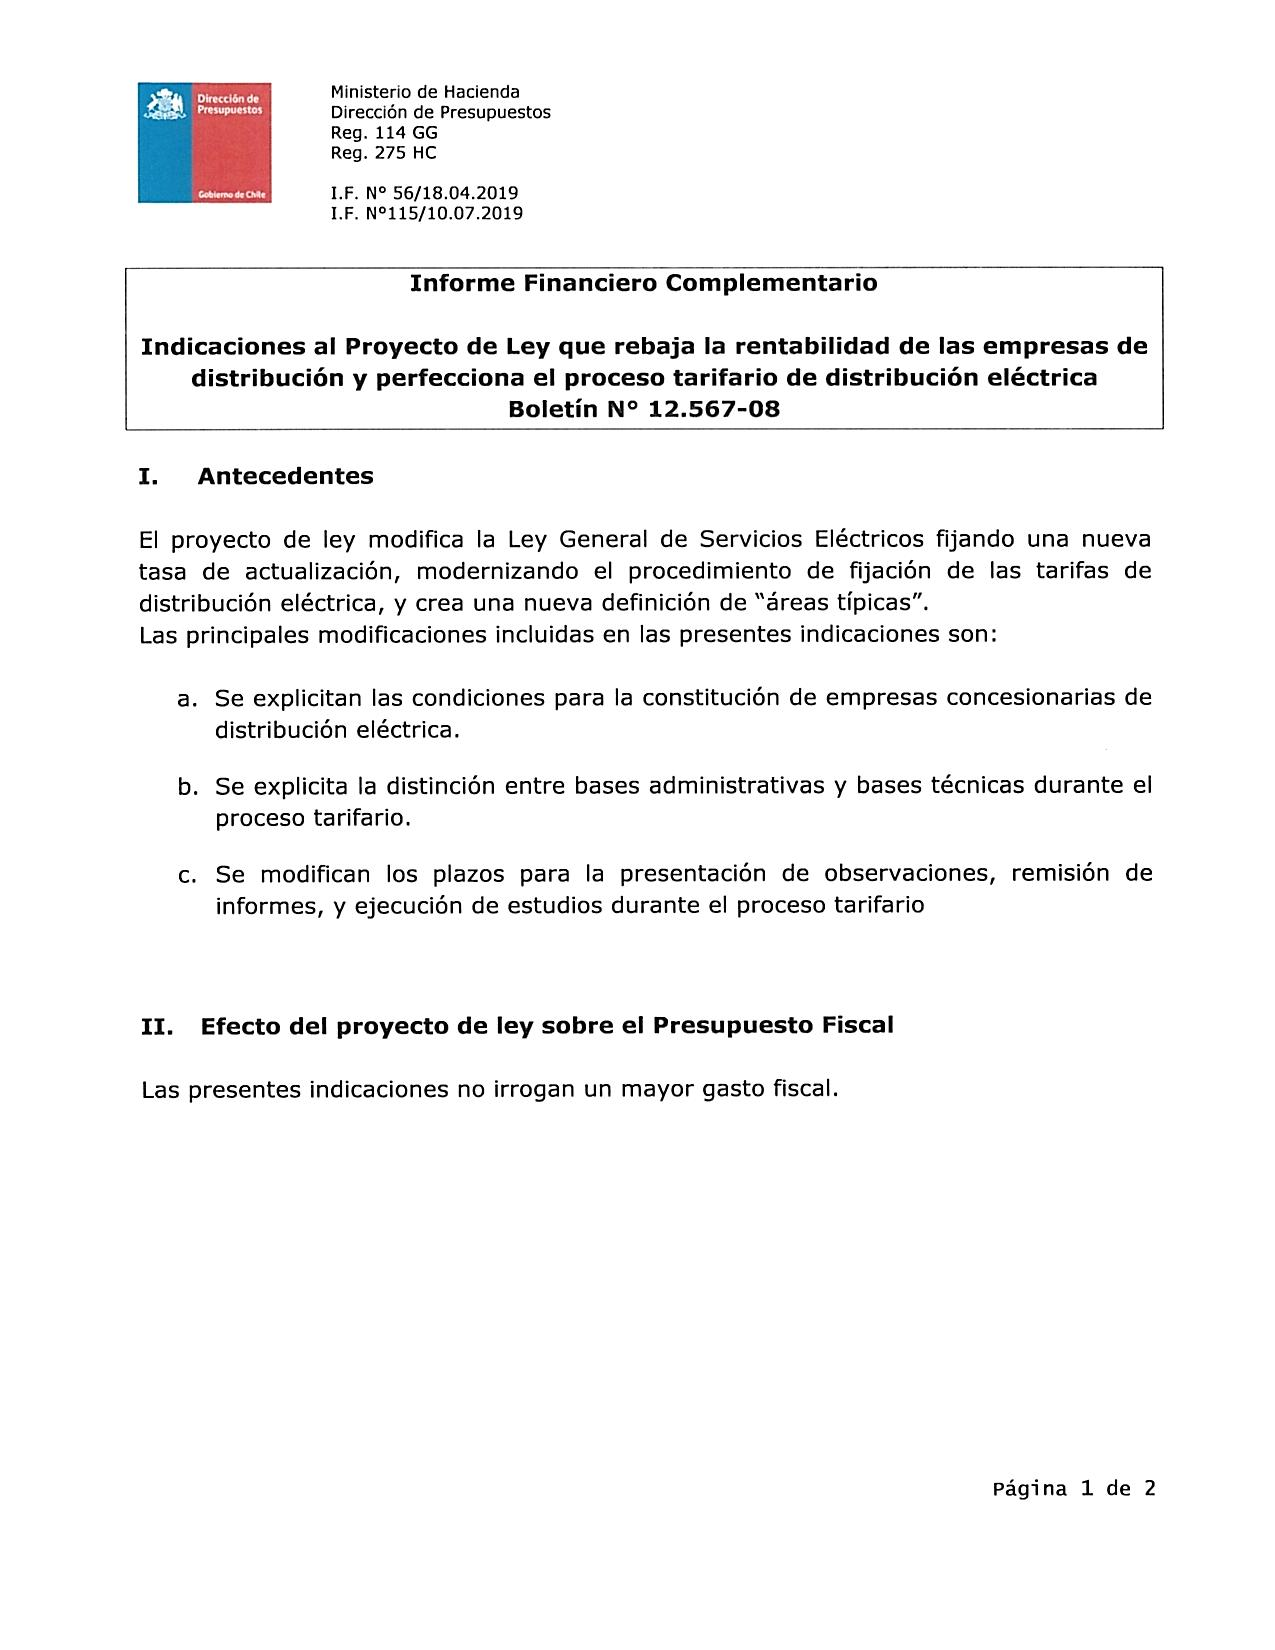 Dirección de
Presupuestos
Gobierno de Chile
Ministerio de Hacienda
Dirección de Presupuestos
Reg. 114 GG
Reg. 275 HC
I.F. Nº 56/18.04.2019
I.F. Nº115/10.07.2019
Informe Financiero Complementario
Indicaciones al Proyecto de Ley que rebaja la rentabilidad de las empresas de
distribución y perfecciona el proceso tarifario de distribución eléctrica
Boletín Nº 12.567-08
I. Antecedentes
El proyecto de ley modifica la Ley General de Servicios Eléctricos fijando una nueva
tasa de actualización, modernizando el procedimiento de fijación de las tarifas de
distribución eléctrica, y crea una nueva definición de “áreas típicas”.
Las principales modificaciones incluidas en las presentes indicaciones son:
a. Se explicitan las condiciones para la constitución de empresas concesionarias de
distribución eléctrica.
b. Se explicita la distinción entre bases administrativas y bases técnicas durante el
proceso tarifario.
c. Se modifican los plazos para la presentación de observaciones, remisión de
informes, y ejecución de estudios durante el proceso tarifario
II. Efecto del proyecto de ley sobre el Presupuesto Fiscal
Las presentes indicaciones no irrogan un mayor gasto fiscal.
Página 1 de 2